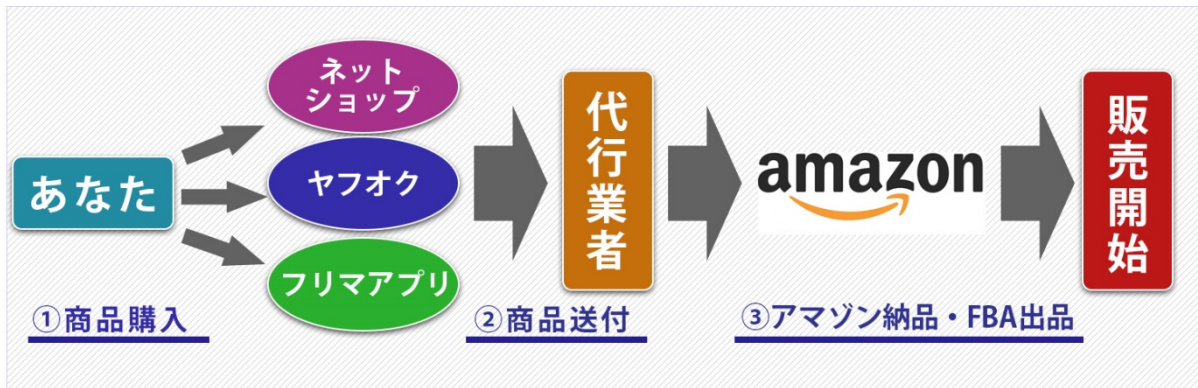 あなた
ネット
ショップ
ヤフオク
フリマアプリ
代行業者
amazon
販売開始
①商品購入
②商品送付
③アマゾン納品・FBA出品